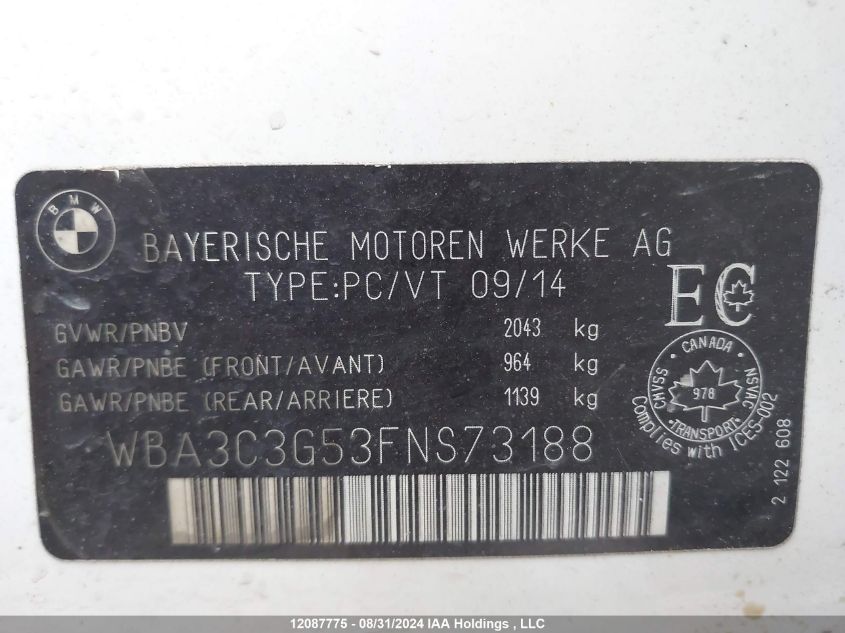 BMW
BAYERISCHE MOTOREN WERKE AG
TYPE:PC/VT 09/14
GVWR/PNBV 2043 kg
GAWR/PNBE (FRONT/AVANT) 964 kg
GAWR/PNBE (REAR/ARRIERE) 1139 kg
WBA3C3G53FNS73188
EC
CANADA
CMVSS
NSVAC
978
TRANSPORT
Complies with ICES-002
2 122 608
12087775 - 08/31/2024 IAA Holdings , LLC